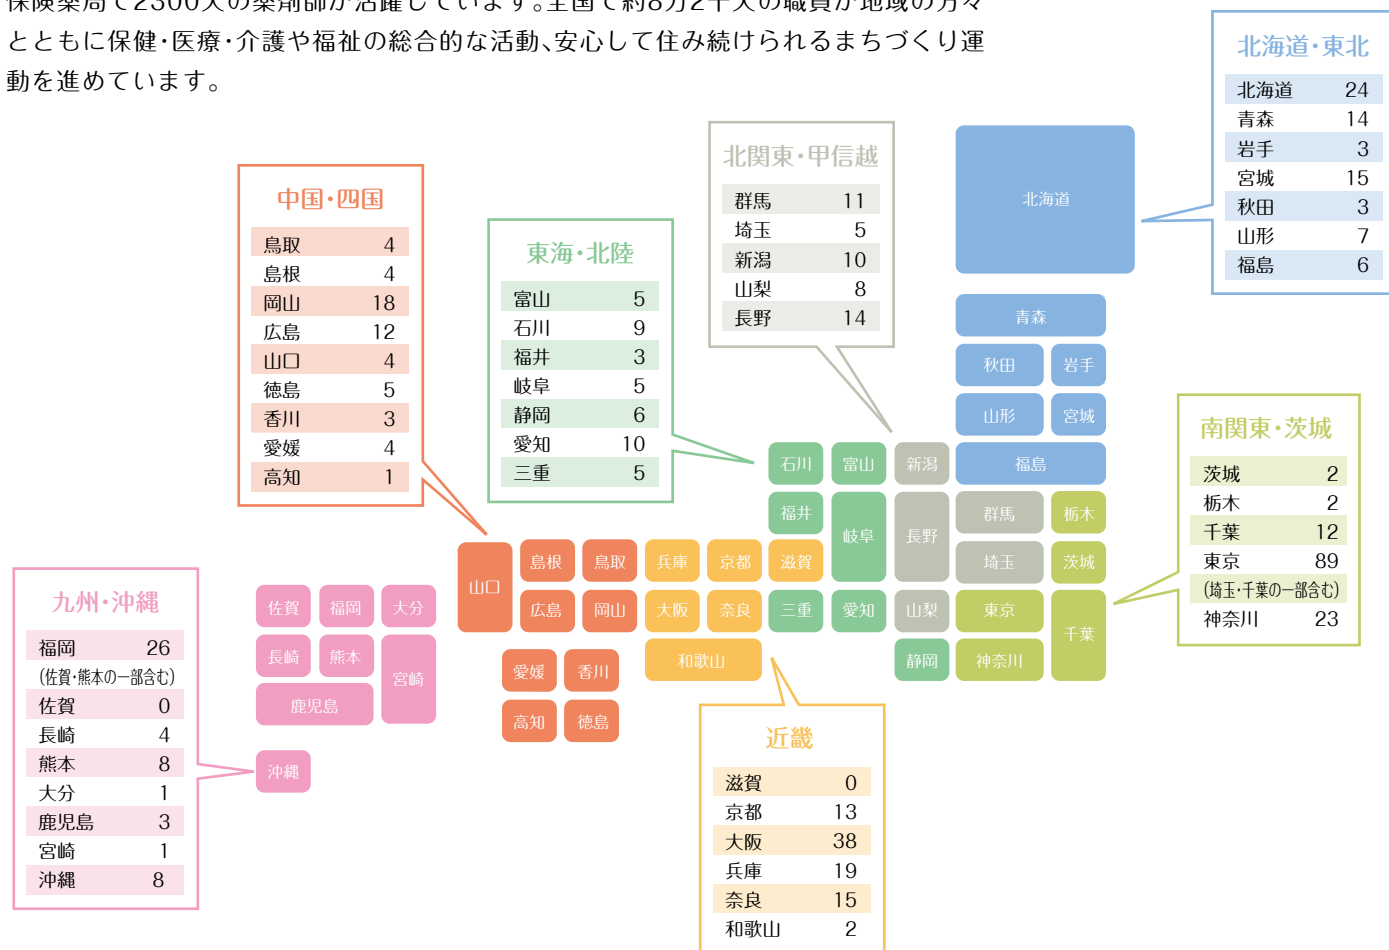 保険薬局で2300人の薬剤師が活躍しています。全国で約8万2千人の職員が地域の方々
とともに保健・医療・介護や福祉の総合的な活動、安心して住み続けられるまちづくり運
動を進めています。
北海道・東北
北海道 24
青森 14
岩手 3
宮城 15
秋田 3
山形 7
福島 6
北関東・甲信越
群馬 11
埼玉 5
新潟 10
山梨 8
長野 14
中国・四国
鳥取 4
島根 4
岡山 18
広島 12
山口 4
徳島 5
香川 3
愛媛 4
高知 1
東海・北陸
富山 5
石川 9
福井 3
岐阜 5
静岡 6
愛知 10
三重 5
南関東・茨城
茨城 2
栃木 2
千葉 12
東京 89
(埼玉・千葉の一部含む)
神奈川 23
九州・沖縄
福岡 26
(佐賀・熊本の一部含む)
佐賀 0
長崎 4
熊本 8
大分 1
鹿児島 3
宮崎 1
沖縄 8
近畿
滋賀 0
京都 13
大阪 38
兵庫 19
奈良 15
和歌山 2
北海道
青森
秋田 岩手
山形 宮城
石川 富山 新潟 福島
福井 岐阜 長野 群馬 栃木
山口 島根 鳥取 兵庫 京都 滋賀 埼玉 茨城
佐賀 福岡 大分 広島 岡山 大阪 奈良 三重 愛知 山梨 東京 千葉
長崎 熊本 宮崎 愛媛 香川 和歌山 静岡 神奈川
鹿児島 高知 徳島
沖縄